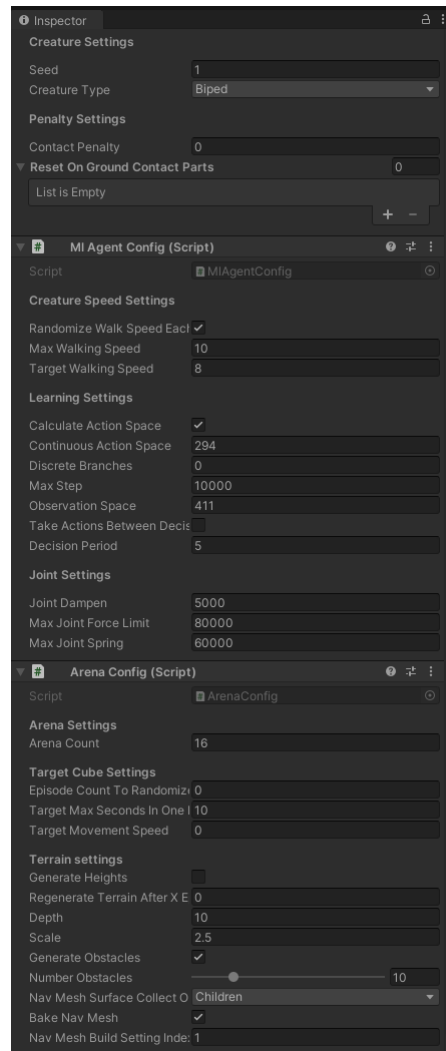 Inspector
Creature Settings
Seed 1
Creature Type Biped
Penalty Settings
Contact Penalty 0
Reset On Ground Contact Parts 0
List is Empty
+ −
# Ml Agent Config (Script)
Script MlAgentConfig
Creature Speed Settings
Randomize Walk Speed Each
Max Walking Speed 10
Target Walking Speed 8
Learning Settings
Calculate Action Space
Continuous Action Space 294
Discrete Branches 0
Max Step 10000
Observation Space 411
Take Actions Between Decis
Decision Period 5
Joint Settings
Joint Dampen 5000
Max Joint Force Limit 80000
Max Joint Spring 60000
# Arena Config (Script)
Script ArenaConfig
Arena Settings
Arena Count 16
Target Cube Settings
Episode Count To Randomize 0
Target Max Seconds In One 10
Target Movement Speed 0
Terrain settings
Generate Heights
Regenerate Terrain After X E 0
Depth 10
Scale 2.5
Generate Obstacles
Number Obstacles 10
Nav Mesh Surface Collect O Children
Bake Nav Mesh
Nav Mesh Build Setting Inde 1